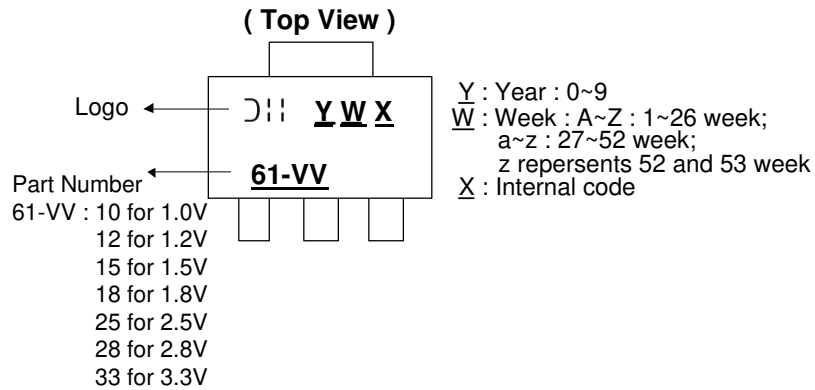 ( Top View )
Logo
Y W X
61-VV
Y : Year : 0~9
W : Week : A~Z : 1~26 week;
a~z : 27~52 week;
z repersents 52 and 53 week
X : Internal code
Part Number
61-VV : 10 for 1.0V
12 for 1.2V
15 for 1.5V
18 for 1.8V
25 for 2.5V
28 for 2.8V
33 for 3.3V